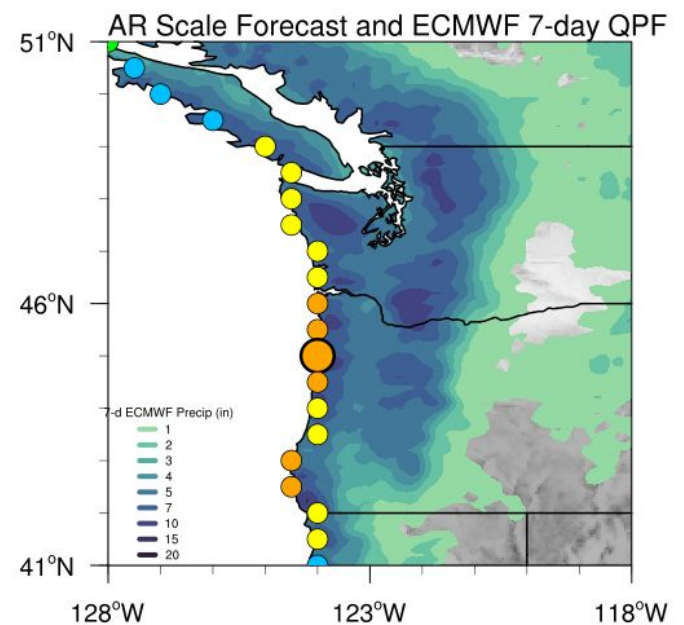 AR Scale Forecast and ECMWF 7-day QPF
51°N
46°N
7-d ECMWF Precip (in)
1
2
3
4
5
7
10
15
20
41°N
128°W 123°W 118°W